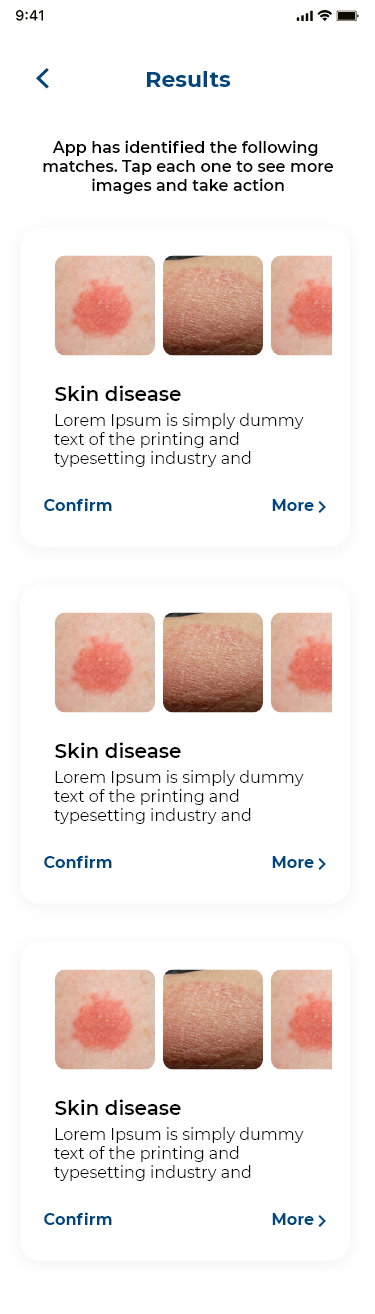 9:41
Results
App has identified the following
matches. Tap each one to see more
images and take action
Skin disease
Lorem Ipsum is simply dummy
text of the printing and
typesetting industry and
Confirm More
Skin disease
Lorem Ipsum is simply dummy
text of the printing and
typesetting industry and
Confirm More
Skin disease
Lorem Ipsum is simply dummy
text of the printing and
typesetting industry and
Confirm More